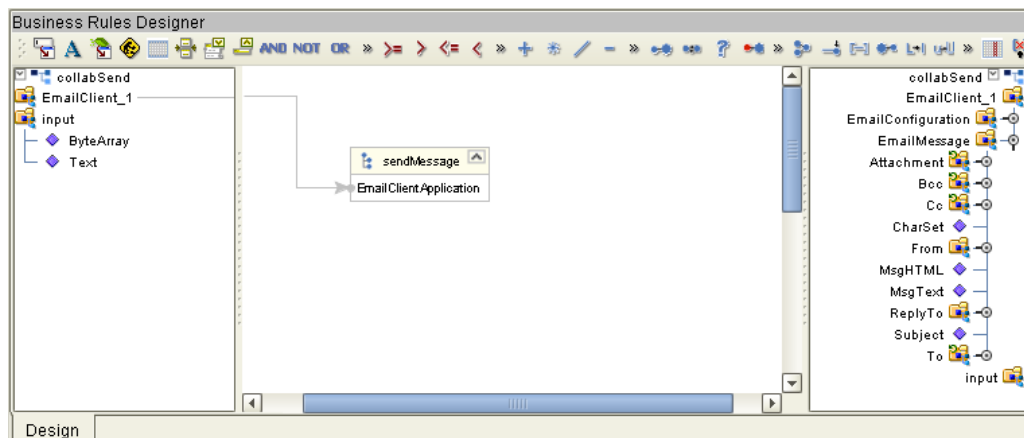 Business Rules Designer
AND NOT OR » >= > <= < » + * / - » ? » »
collabSend
EmailClient_1
input
ByteArray
Text
sendMessage
EmailClientApplication
collabSend
EmailClient_1
EmailConfiguration
EmailMessage
Attachment
Bcc
Cc
CharSet
From
MsgHTML
MsgText
ReplyTo
Subject
To
input
Design